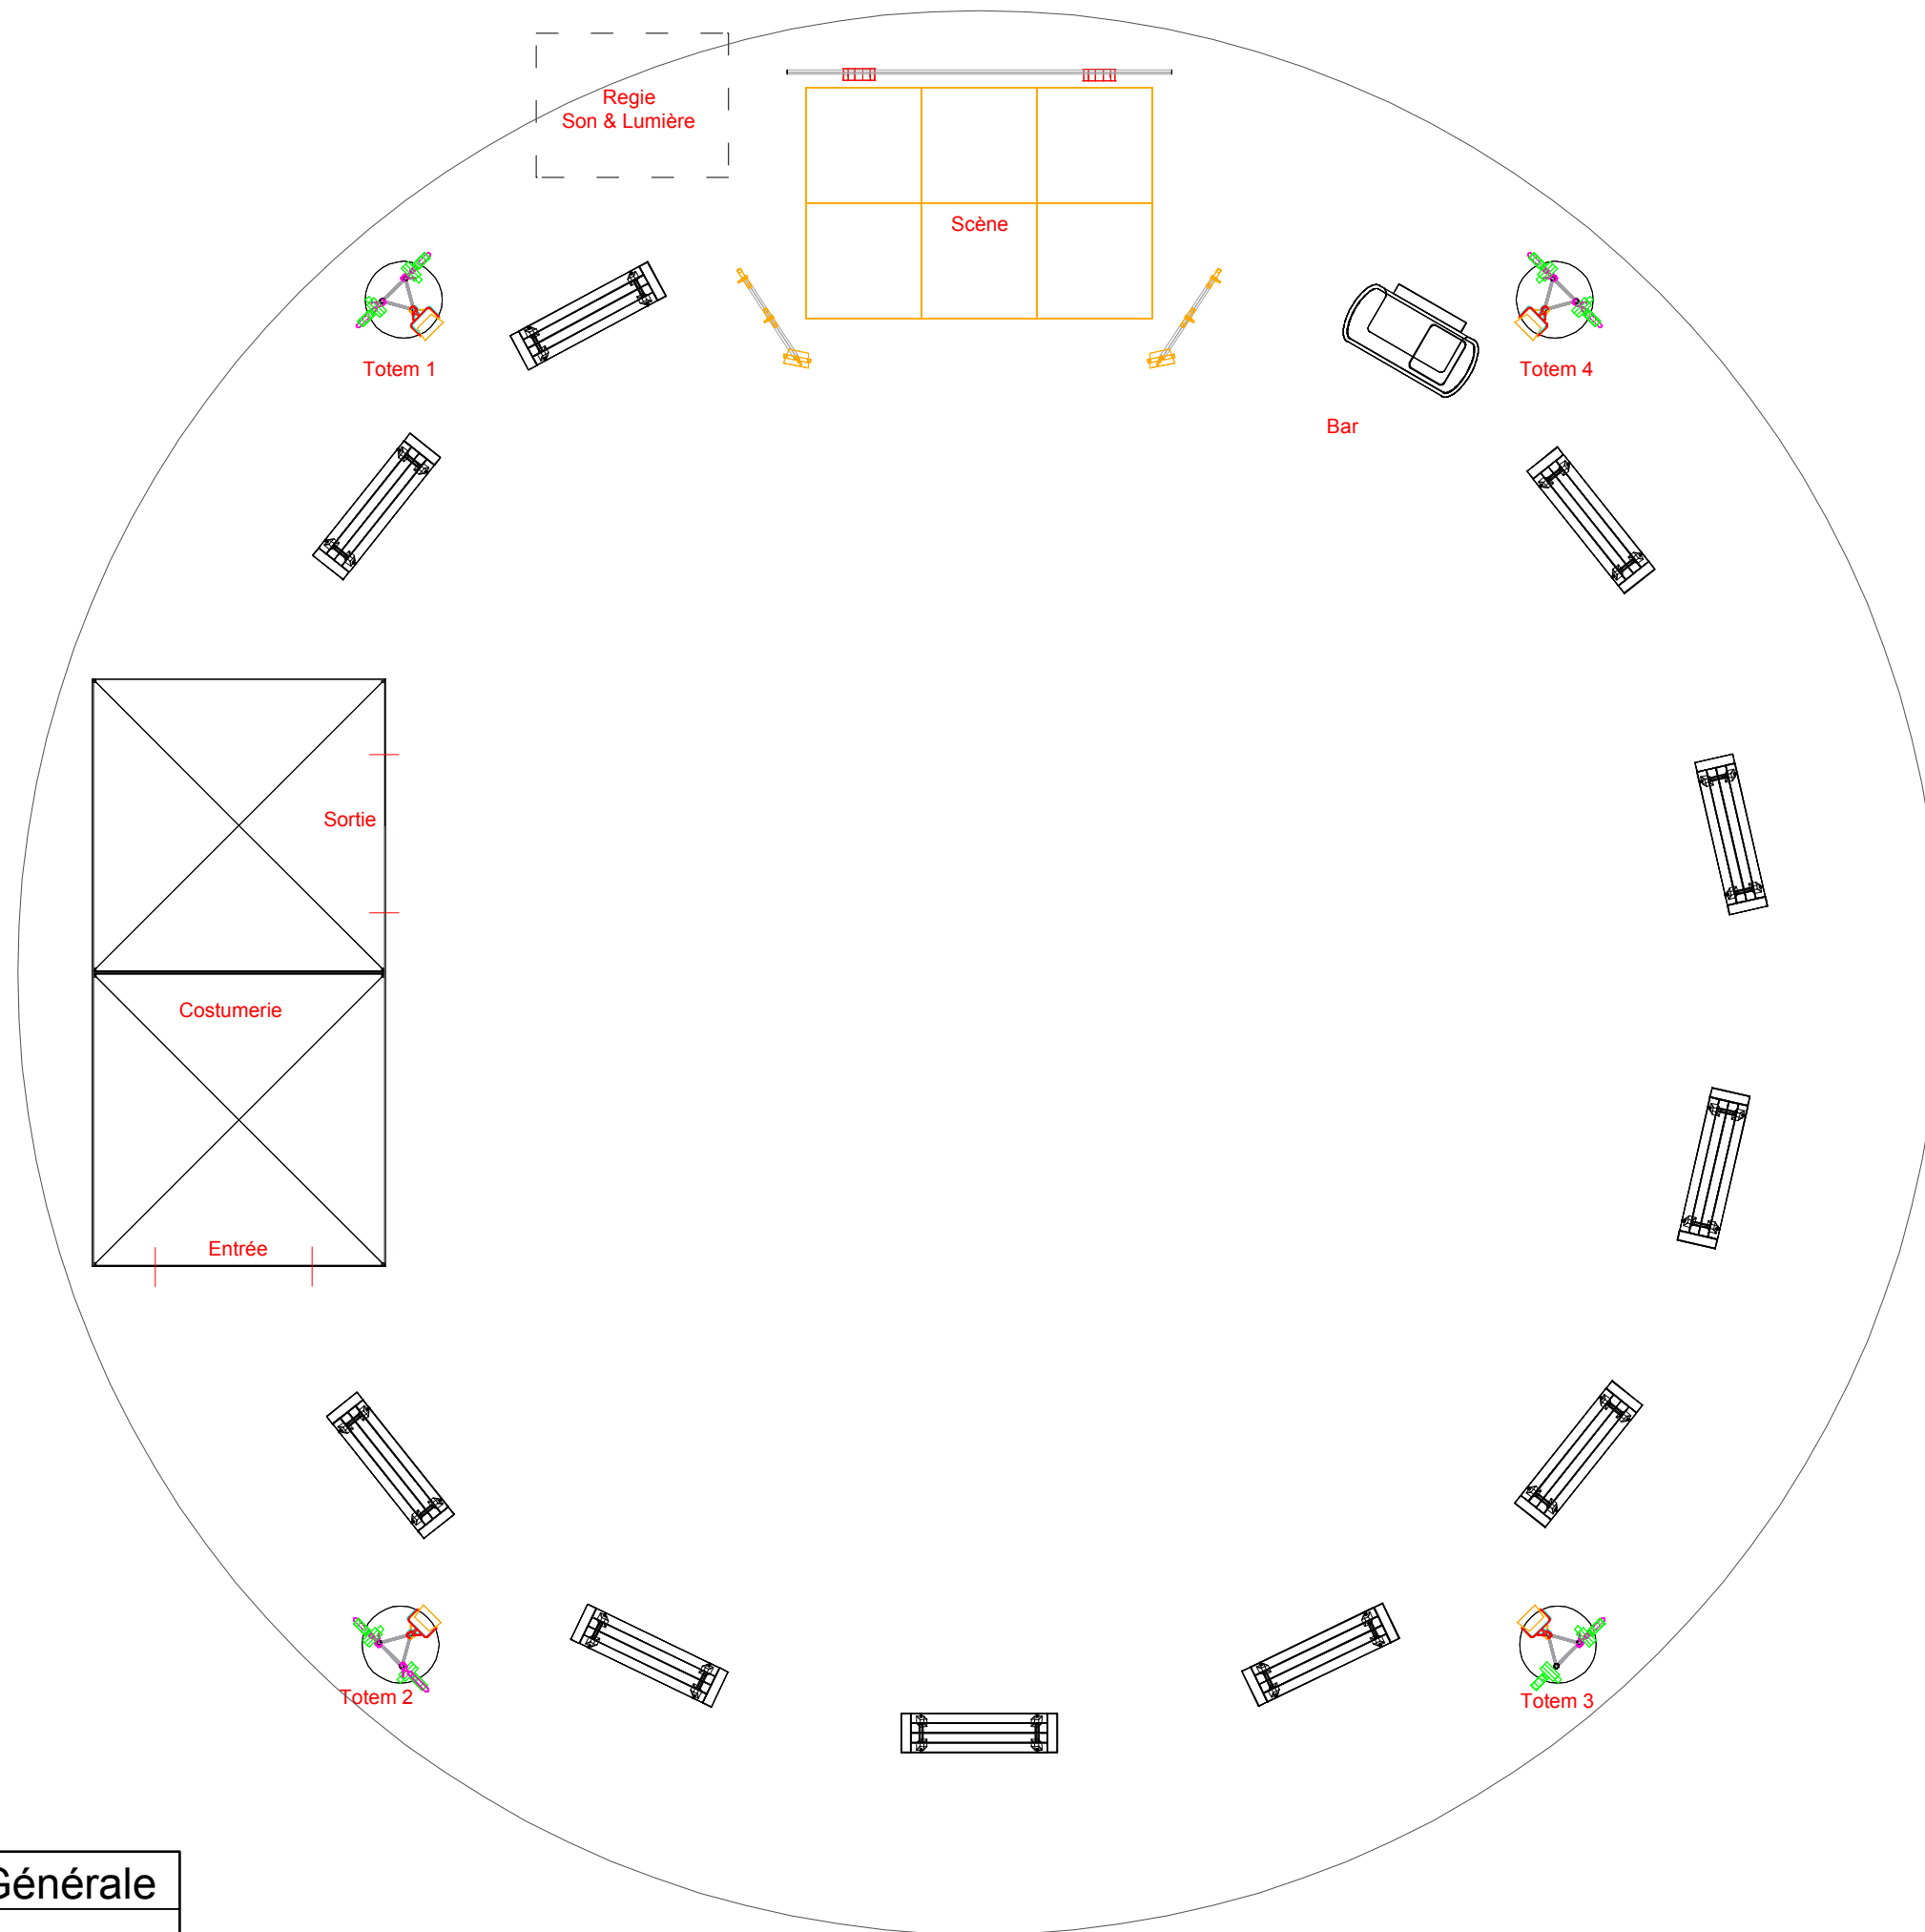 Regie
Son & Lumière
Scène
Totem 1
Totem 4
Bar
Sortie
Costumerie
Entrée
Totem 2
Totem 3
Générale